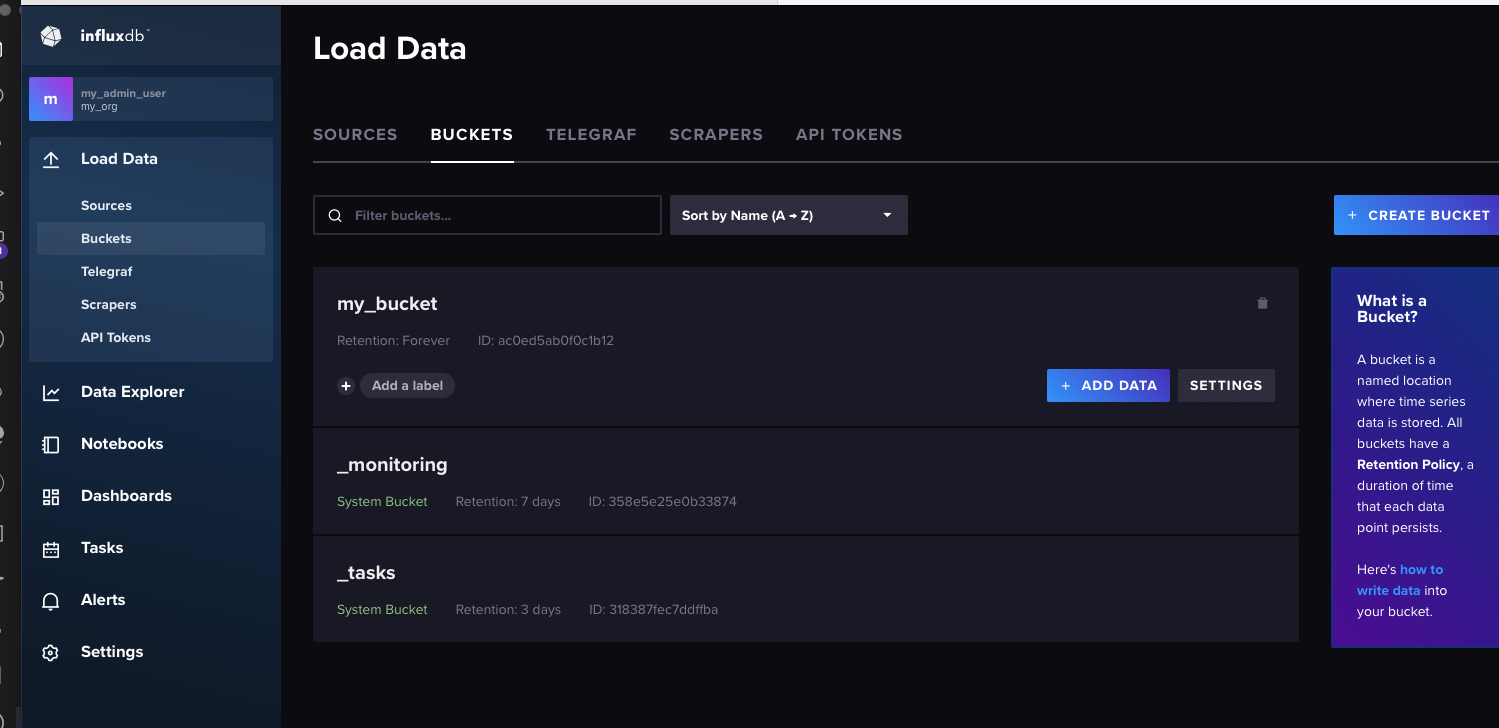 influxdb™
my_admin_user
my_org
m
Load Data
Sources
Buckets
Telegraf
Scrapers
API Tokens
Data Explorer
Notebooks
Dashboards
Tasks
Alerts
Settings
Load Data
SOURCES BUCKETS TELEGRAF SCRAPERS API TOKENS
Filter buckets...
Sort by Name (A → Z)
+ CREATE BUCKET
my_bucket
Retention: Forever ID: ac0ed5ab0f0c1b12
+ Add a label
+ ADD DATA SETTINGS
_monitoring
System Bucket Retention: 7 days ID: 358e5e25e0b33874
_tasks
System Bucket Retention: 3 days ID: 318387fec7ddffba
What is a
Bucket?
A bucket is a
named location
where time series
data is stored. All
buckets have a
Retention Policy, a
duration of time
that each data
point persists.
Here's how to
write data into
your bucket.